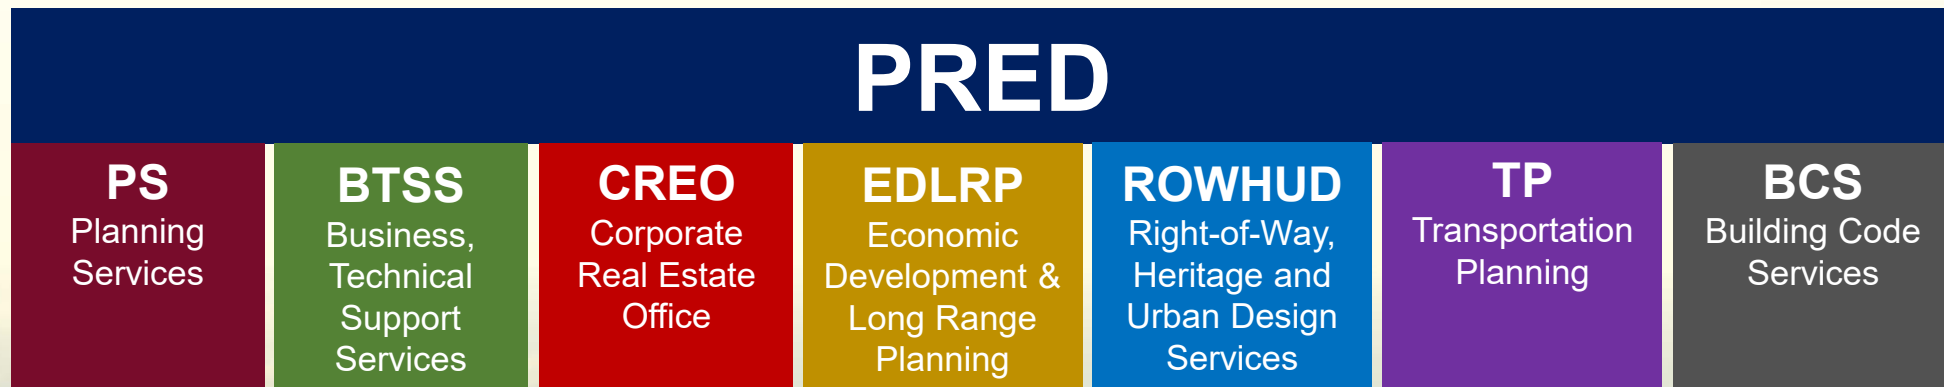 PRED
PS
Planning
Services
BTSS
Business,
Technical
Support
Services
CREO
Corporate
Real Estate
Office
EDLRP
Economic
Development &
Long Range
Planning
ROWHUD
Right-of-Way,
Heritage and
Urban Design
Services
TP
Transportation
Planning
BCS
Building Code
Services